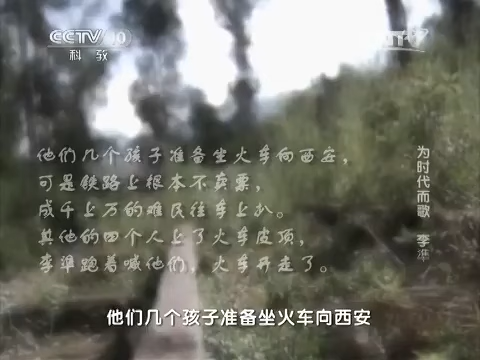 CCTV 10
科教
他们几个孩子准备坐火车向西安，
可是铁路上根本不卖票，
成千上万的难民往车上扒。
其他的四个人上了火车皮顶，
李準跑着喊他们，火车开走了。
为时代而歌 李準
他们几个孩子准备坐火车向西安